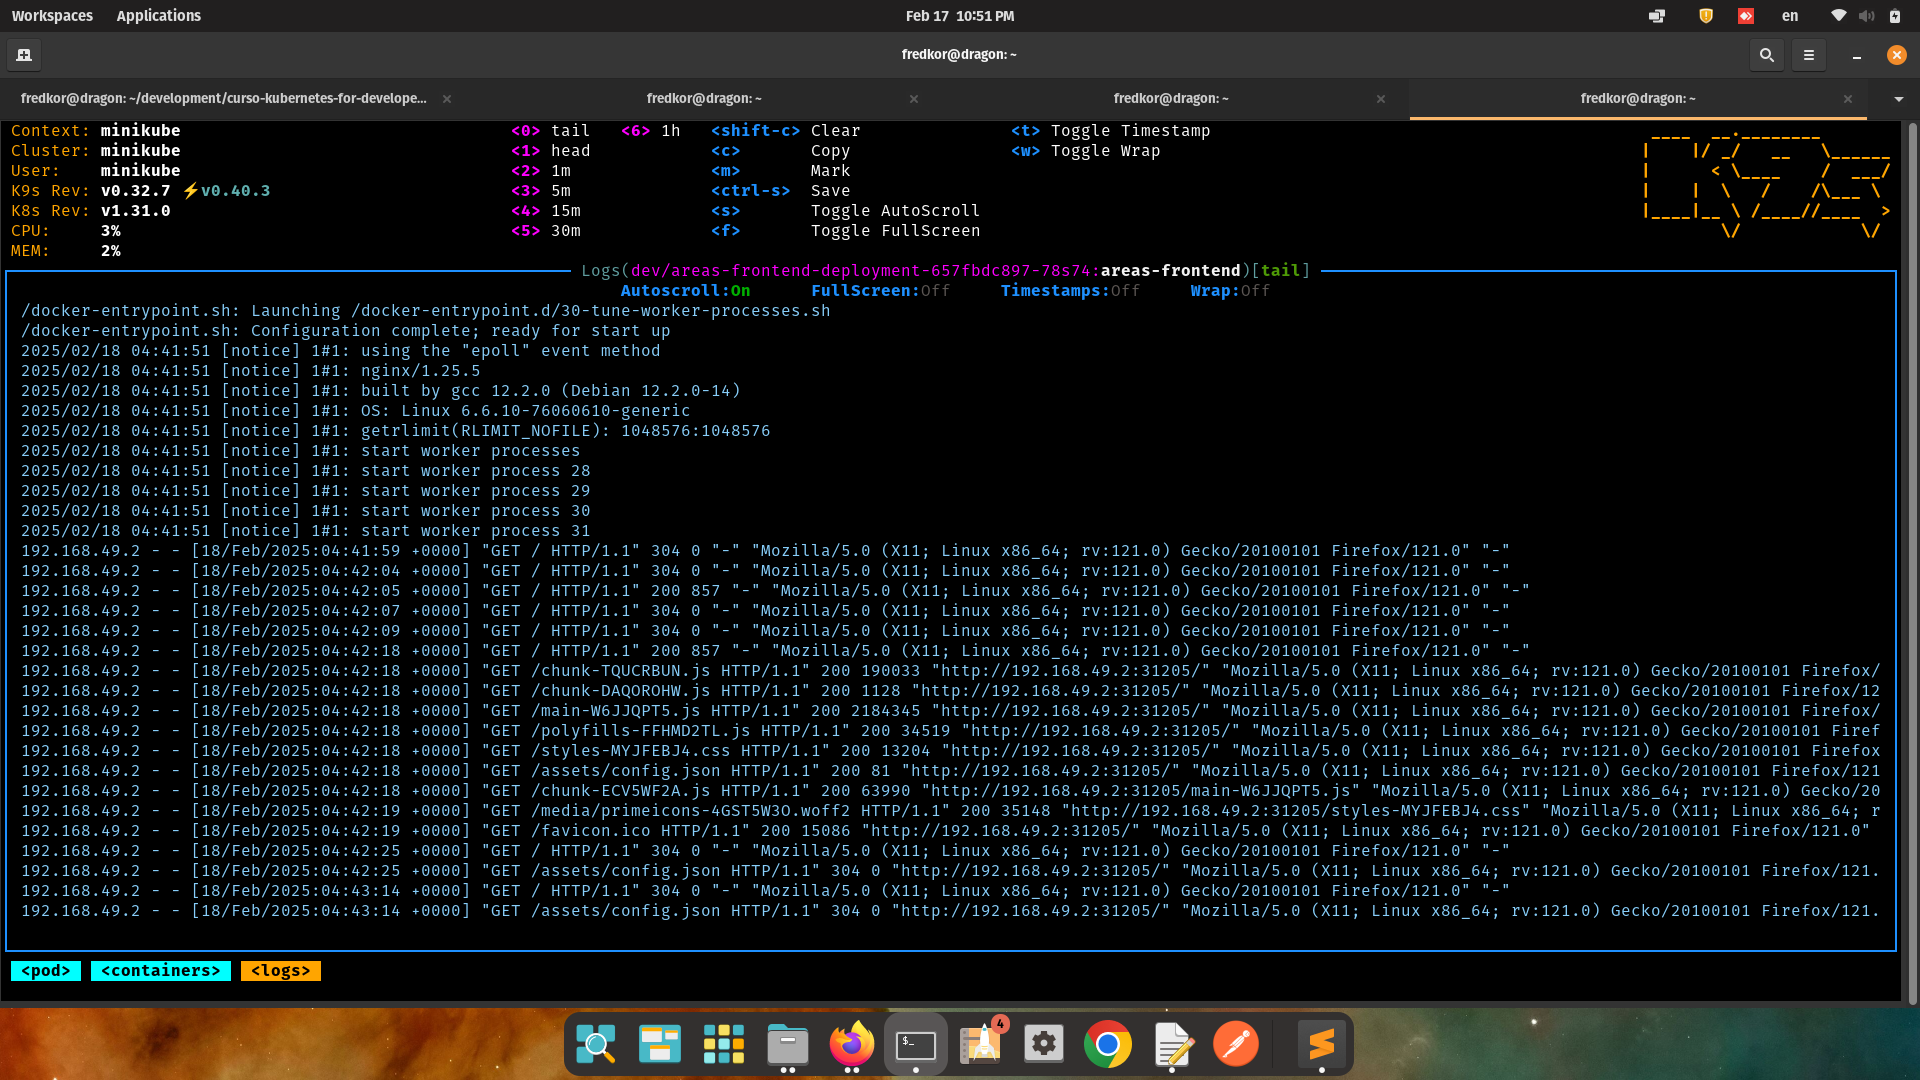 Workspaces Applications Feb 17 10:51 PM en
fredkor@dragon: ~
fredkor@dragon: ~/development/curso-kubernetes-for-develope... fredkor@dragon: ~ fredkor@dragon: ~ fredkor@dragon: ~
Context: minikube <0> tail <6> 1h <shift-c> Clear <t> Toggle Timestamp
Cluster: minikube <1> head <c> Copy <w> Toggle Wrap
User: minikube <2> 1m <m> Mark
K9s Rev: v0.32.7 ⚡v0.40.3 <3> 5m <ctrl-s> Save
K8s Rev: v1.31.0 <4> 15m <s> Toggle AutoScroll
CPU: 3% <5> 30m <f> Toggle FullScreen
MEM: 2%
Logs(dev/areas-frontend-deployment-657fbdc897-78s74:areas-frontend)[tail]
Autoscroll:On FullScreen:Off Timestamps:Off Wrap:Off
/docker-entrypoint.sh: Launching /docker-entrypoint.d/30-tune-worker-processes.sh
/docker-entrypoint.sh: Configuration complete; ready for start up
2025/02/18 04:41:51 [notice] 1#1: using the "epoll" event method
2025/02/18 04:41:51 [notice] 1#1: nginx/1.25.5
2025/02/18 04:41:51 [notice] 1#1: built by gcc 12.2.0 (Debian 12.2.0-14)
2025/02/18 04:41:51 [notice] 1#1: OS: Linux 6.6.10-76060610-generic
2025/02/18 04:41:51 [notice] 1#1: getrlimit(RLIMIT_NOFILE): 1048576:1048576
2025/02/18 04:41:51 [notice] 1#1: start worker processes
2025/02/18 04:41:51 [notice] 1#1: start worker process 28
2025/02/18 04:41:51 [notice] 1#1: start worker process 29
2025/02/18 04:41:51 [notice] 1#1: start worker process 30
2025/02/18 04:41:51 [notice] 1#1: start worker process 31
192.168.49.2 - - [18/Feb/2025:04:41:59 +0000] "GET / HTTP/1.1" 304 0 "-" "Mozilla/5.0 (X11; Linux x86_64; rv:121.0) Gecko/20100101 Firefox/121.0" "-"
192.168.49.2 - - [18/Feb/2025:04:42:04 +0000] "GET / HTTP/1.1" 304 0 "-" "Mozilla/5.0 (X11; Linux x86_64; rv:121.0) Gecko/20100101 Firefox/121.0" "-"
192.168.49.2 - - [18/Feb/2025:04:42:05 +0000] "GET / HTTP/1.1" 200 857 "-" "Mozilla/5.0 (X11; Linux x86_64; rv:121.0) Gecko/20100101 Firefox/121.0" "-"
192.168.49.2 - - [18/Feb/2025:04:42:07 +0000] "GET / HTTP/1.1" 304 0 "-" "Mozilla/5.0 (X11; Linux x86_64; rv:121.0) Gecko/20100101 Firefox/121.0" "-"
192.168.49.2 - - [18/Feb/2025:04:42:09 +0000] "GET / HTTP/1.1" 304 0 "-" "Mozilla/5.0 (X11; Linux x86_64; rv:121.0) Gecko/20100101 Firefox/121.0" "-"
192.168.49.2 - - [18/Feb/2025:04:42:18 +0000] "GET / HTTP/1.1" 200 857 "-" "Mozilla/5.0 (X11; Linux x86_64; rv:121.0) Gecko/20100101 Firefox/121.0" "-"
192.168.49.2 - - [18/Feb/2025:04:42:18 +0000] "GET /chunk-TQUCRBUN.js HTTP/1.1" 200 190033 "http://192.168.49.2:31205/" "Mozilla/5.0 (X11; Linux x86_64; rv:121.0) Gecko/20100101 Firefox/
192.168.49.2 - - [18/Feb/2025:04:42:18 +0000] "GET /chunk-DAQOROHW.js HTTP/1.1" 200 1128 "http://192.168.49.2:31205/" "Mozilla/5.0 (X11; Linux x86_64; rv:121.0) Gecko/20100101 Firefox/12
192.168.49.2 - - [18/Feb/2025:04:42:18 +0000] "GET /main-W6JJQPT5.js HTTP/1.1" 200 2184345 "http://192.168.49.2:31205/" "Mozilla/5.0 (X11; Linux x86_64; rv:121.0) Gecko/20100101 Firefox/
192.168.49.2 - - [18/Feb/2025:04:42:18 +0000] "GET /polyfills-FFHMD2TL.js HTTP/1.1" 200 34519 "http://192.168.49.2:31205/" "Mozilla/5.0 (X11; Linux x86_64; rv:121.0) Gecko/20100101 Firef
192.168.49.2 - - [18/Feb/2025:04:42:18 +0000] "GET /styles-MYJFEBJ4.css HTTP/1.1" 200 13204 "http://192.168.49.2:31205/" "Mozilla/5.0 (X11; Linux x86_64; rv:121.0) Gecko/20100101 Firefox
192.168.49.2 - - [18/Feb/2025:04:42:18 +0000] "GET /assets/config.json HTTP/1.1" 200 81 "http://192.168.49.2:31205/" "Mozilla/5.0 (X11; Linux x86_64; rv:121.0) Gecko/20100101 Firefox/121
192.168.49.2 - - [18/Feb/2025:04:42:18 +0000] "GET /chunk-ECV5WF2A.js HTTP/1.1" 200 63990 "http://192.168.49.2:31205/main-W6JJQPT5.js" "Mozilla/5.0 (X11; Linux x86_64; rv:121.0) Gecko/20
192.168.49.2 - - [18/Feb/2025:04:42:19 +0000] "GET /media/primeicons-4GST5W3O.woff2 HTTP/1.1" 200 35148 "http://192.168.49.2:31205/styles-MYJFEBJ4.css" "Mozilla/5.0 (X11; Linux x86_64; r
192.168.49.2 - - [18/Feb/2025:04:42:19 +0000] "GET /favicon.ico HTTP/1.1" 200 15086 "http://192.168.49.2:31205/" "Mozilla/5.0 (X11; Linux x86_64; rv:121.0) Gecko/20100101 Firefox/121.0"
192.168.49.2 - - [18/Feb/2025:04:42:25 +0000] "GET / HTTP/1.1" 304 0 "-" "Mozilla/5.0 (X11; Linux x86_64; rv:121.0) Gecko/20100101 Firefox/121.0" "-"
192.168.49.2 - - [18/Feb/2025:04:42:25 +0000] "GET /assets/config.json HTTP/1.1" 304 0 "http://192.168.49.2:31205/" "Mozilla/5.0 (X11; Linux x86_64; rv:121.0) Gecko/20100101 Firefox/121.
192.168.49.2 - - [18/Feb/2025:04:43:14 +0000] "GET / HTTP/1.1" 304 0 "-" "Mozilla/5.0 (X11; Linux x86_64; rv:121.0) Gecko/20100101 Firefox/121.0" "-"
192.168.49.2 - - [18/Feb/2025:04:43:14 +0000] "GET /assets/config.json HTTP/1.1" 304 0 "http://192.168.49.2:31205/" "Mozilla/5.0 (X11; Linux x86_64; rv:121.0) Gecko/20100101 Firefox/121.
<pod> <containers> <logs>
4